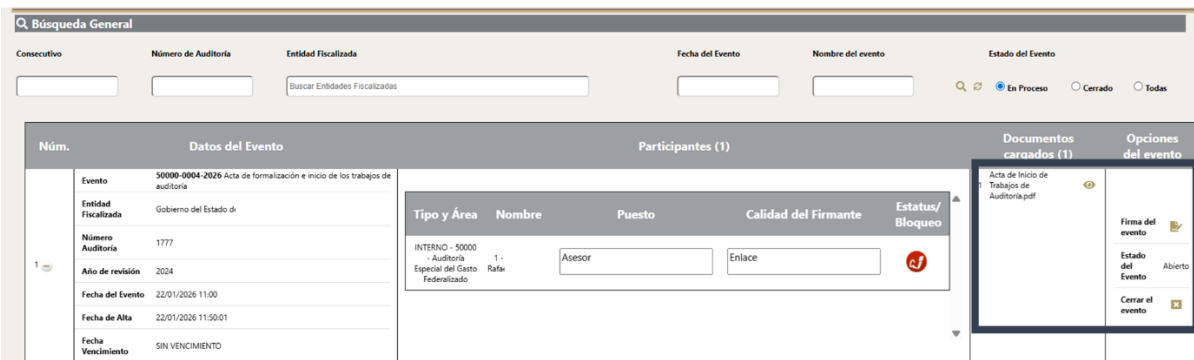 Búsqueda General
Consecutivo
Número de Auditoría
Entidad Fiscalizada
Fecha del Evento
Nombre del evento
Estado del Evento
Buscar Entidades Fiscalizadas
En Proceso
Cerrado
Todas
Núm.
Datos del Evento
Participantes (1)
Documentos
cargados (1)
Opciones
del evento
1
Evento
50000-0004-2026 Acta de formalización e inicio de los trabajos de
auditoría
Entidad
Fiscalizada
Gobierno del Estado de
Número
Auditoría
1777
Año de revisión
2024
Fecha del Evento
22/01/2026 11:00
Fecha de Alta
22/01/2026 11:50:01
Fecha
Vencimiento
SIN VENCIMIENTO
Tipo y Área
Nombre
Puesto
Calidad del Firmante
Estatus/
Bloqueo
INTERNO - 50000
- Auditoría
Especial del Gasto
Federalizado
1 -
Rafae
Asesor
Enlace
1
Acta de Inicio de
Trabajos de
Auditoría.pdf
Firma del
evento
Estado
del
Evento
Abierto
Cerrar el
evento